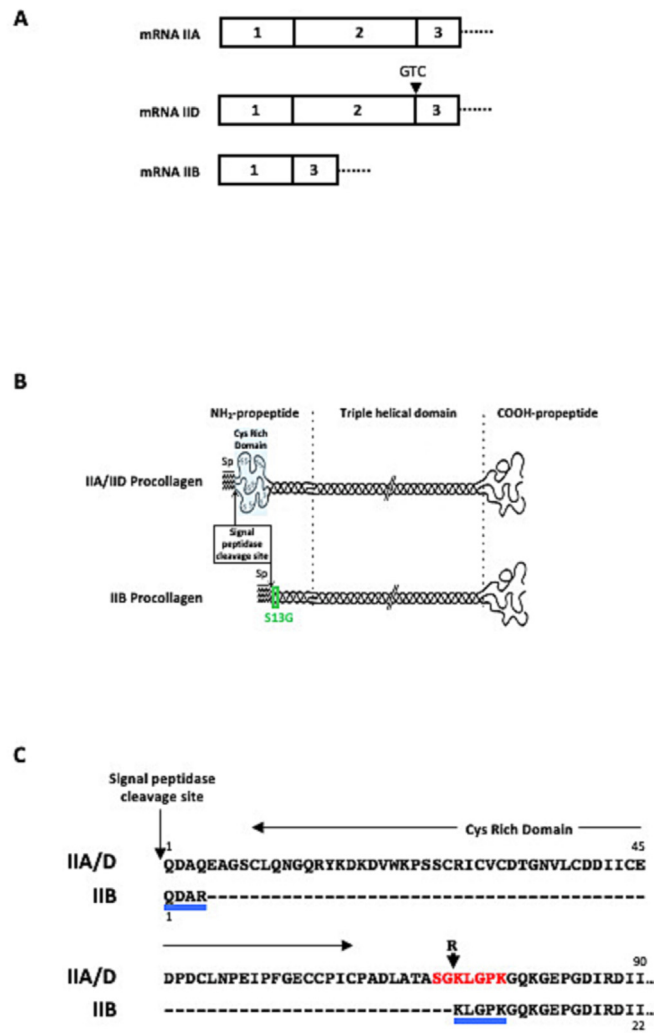 A
mRNA IIA 1 2 3
GTC
mRNA IID 1 2 3
mRNA IIB 1 3
B
NH₂-propeptide Triple helical domain COOH-propeptide
Cys Rich
Domain
Sp
IIA/IID Procollagen
Signal
peptidase
cleavage site
Sp
IIB Procollagen
S13G
C
Signal peptidase
cleavage site
Cys Rich Domain
1 45
IIA/D QDAQEAGSCLQNGQRYKDKDVWKPSSCRICVCDTGNVLCDDIICE
IIB QDAR-----------------------------------------
1
R
90
IIA/D DPDCLNPEIPFGECCPICPADLATASGKLGPKGQKGEPGDIRDII...
IIB ---------------------------KLGPKGQKGEPGDIRDII...
22